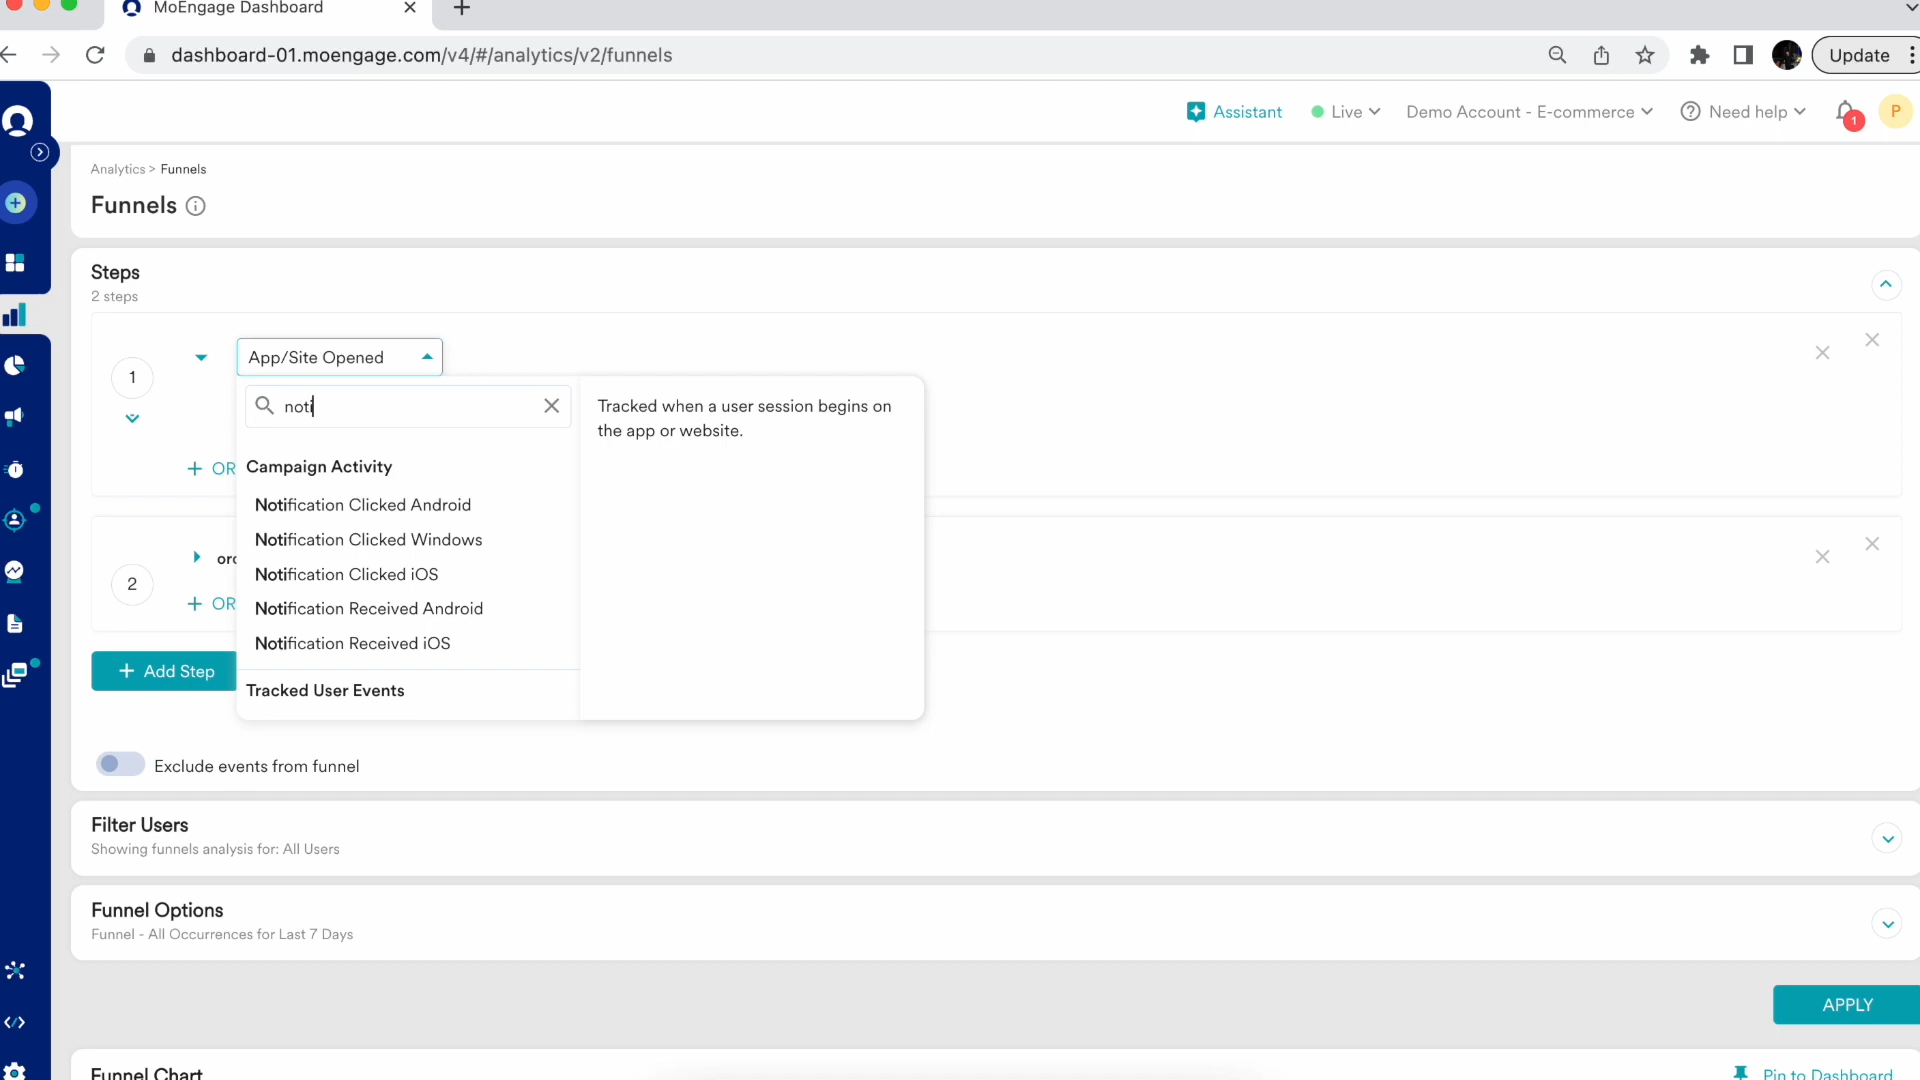 MoEngage Dashboard
dashboard-01.moengage.com/v4/#/analytics/v2/funnels
Update
Assistant
Live
Demo Account - E-commerce
Need help
1
P
Analytics > Funnels
Funnels
Steps
2 steps
1
App/Site Opened
noti
Tracked when a user session begins on
the app or website.
+ OR
Campaign Activity
Notification Clicked Android
Notification Clicked Windows
Notification Clicked iOS
Notification Received Android
Notification Received iOS
Tracked User Events
2
+ OR
+ Add Step
Exclude events from funnel
Filter Users
Showing funnels analysis for: All Users
Funnel Options
Funnel - All Occurrences for Last 7 Days
APPLY
Funnel Chart
Pin to Dashboard